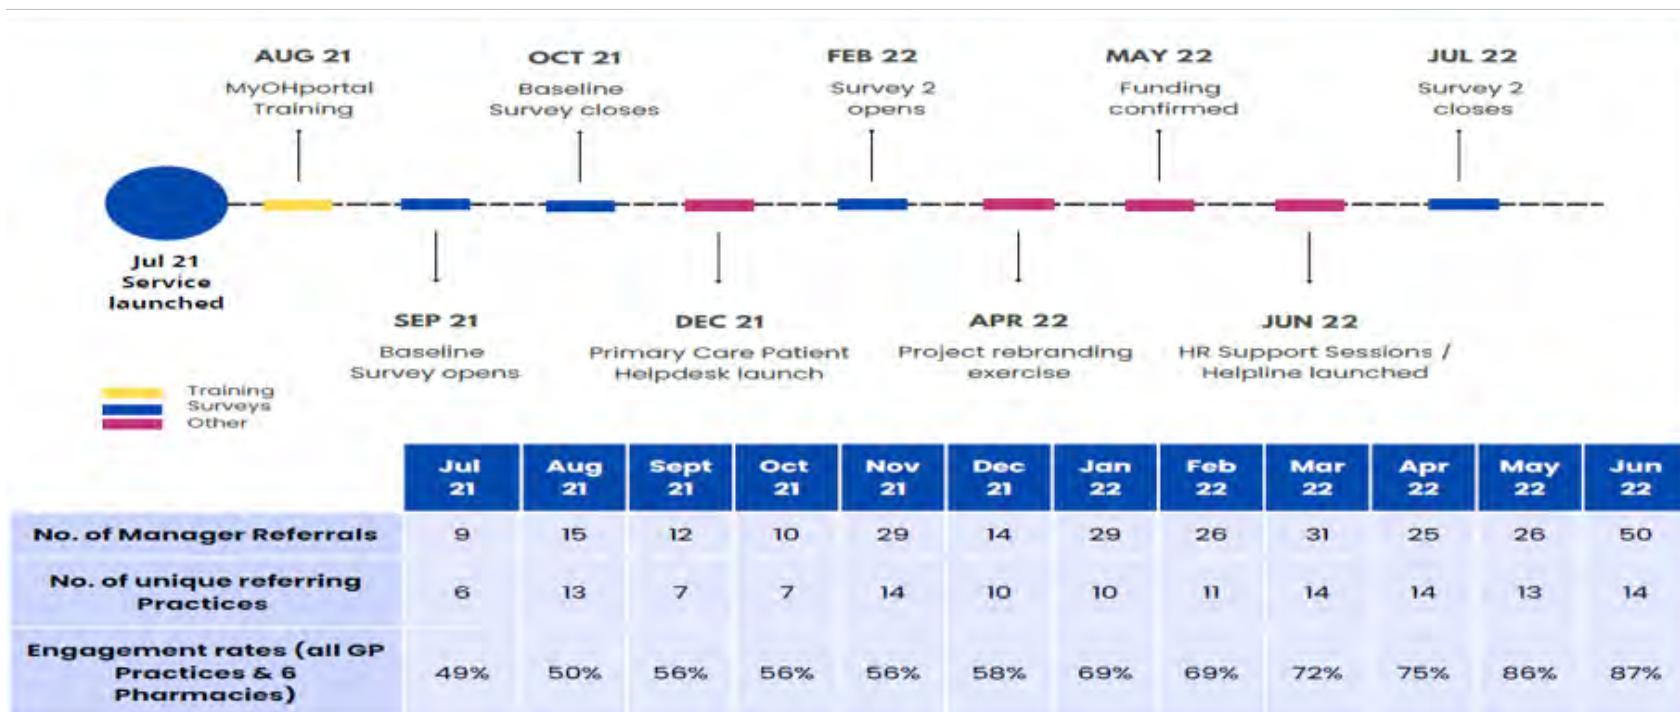 AUG 21
MyOHportal
Training
OCT 21
Baseline
Survey closes
FEB 22
Survey 2
opens
MAY 22
Funding
confirmed
JUL 22
Survey 2
closes
Jul 21
Service
launched
SEP 21
Baseline
Survey opens
DEC 21
Primary Care Patient
Helpdesk launch
APR 22
Project rebranding
exercise
JUN 22
HR Support Sessions /
Helpline launched
Training
Surveys
Other
Jul 21 Aug 21 Sept 21 Oct 21 Nov 21 Dec 21 Jan 22 Feb 22 Mar 22 Apr 22 May 22 Jun 22
No. of Manager Referrals 9 15 12 10 29 14 29 26 31 25 26 50
No. of unique referring
Practices 6 13 7 7 14 10 10 11 14 14 13 14
Engagement rates (all GP
Practices & 6
Pharmacies) 49% 50% 56% 56% 56% 58% 69% 69% 72% 75% 86% 87%